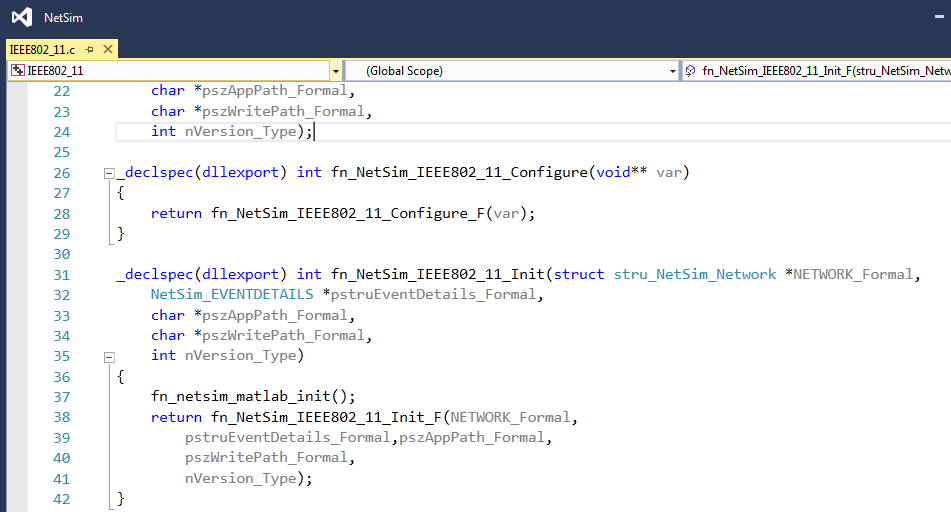 NetSim
IEEE802_11.c
IEEE802_11 (Global Scope) fn_NetSim_IEEE802_11_Init_F(stru_NetSim_Netw
22 char *pszAppPath_Formal,
23 char *pszWritePath_Formal,
24 int nVersion_Type);
25
26 _declspec(dllexport) int fn_NetSim_IEEE802_11_Configure(void** var)
27 {
28 return fn_NetSim_IEEE802_11_Configure_F(var);
29 }
30
31 _declspec(dllexport) int fn_NetSim_IEEE802_11_Init(struct stru_NetSim_Network *NETWORK_Formal,
32 NetSim_EVENTDETAILS *pstruEventDetails_Formal,
33 char *pszAppPath_Formal,
34 char *pszWritePath_Formal,
35 int nVersion_Type)
36 {
37 fn_netsim_matlab_init();
38 return fn_NetSim_IEEE802_11_Init_F(NETWORK_Formal,
39 pstruEventDetails_Formal,pszAppPath_Formal,
40 pszWritePath_Formal,
41 nVersion_Type);
42 }